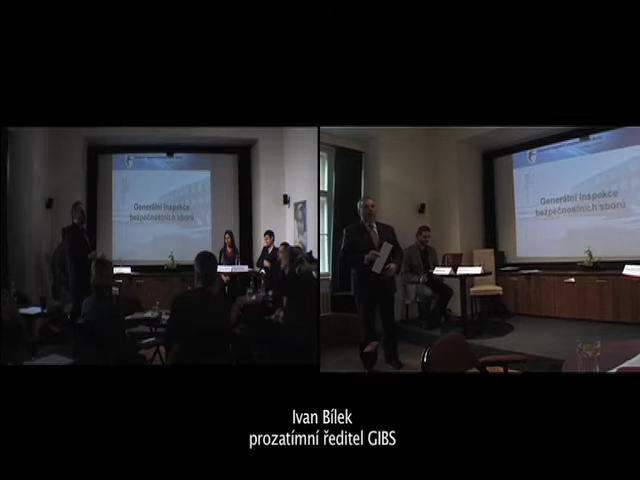 Generální inspekce
bezpečnostních sborů
Generální inspekce
bezpečnostních sborů
Ivan Bílek
prozatímní ředitel GIBS